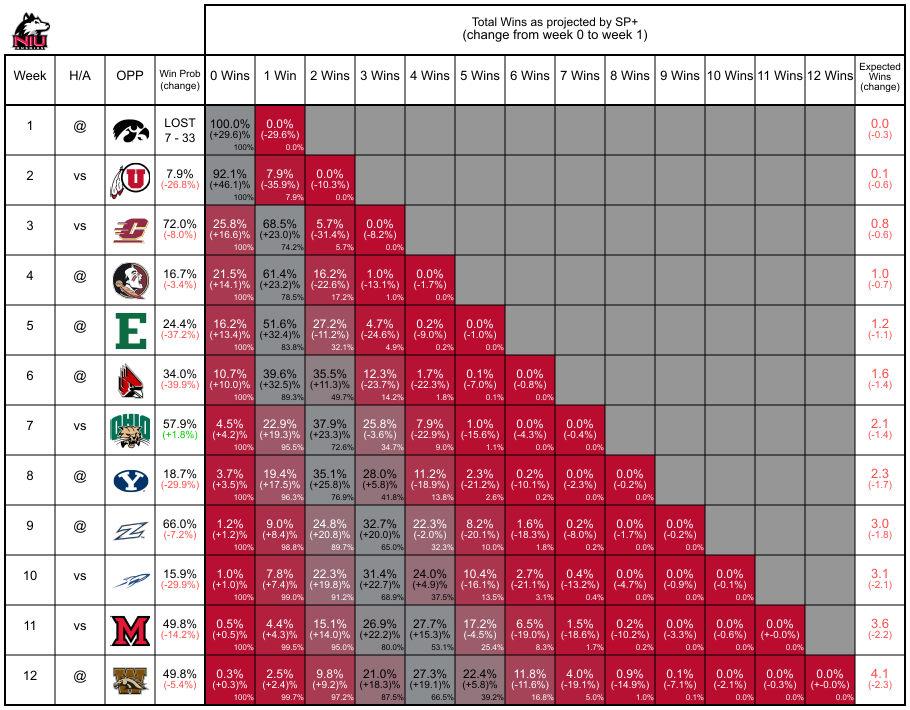 NIU
Total Wins as projected by SP+
(change from week 0 to week 1)
Week H/A OPP Win Prob (change) 0 Wins 1 Win 2 Wins 3 Wins 4 Wins 5 Wins 6 Wins 7 Wins 8 Wins 9 Wins 10 Wins 11 Wins 12 Wins Expected Wins (change)
1 @ LOST 7 - 33 100.0% (+29.6)% 100% 0.0% (-29.6%) 0.0% 0.0 (-0.3)
2 vs U 7.9% (-26.8%) 92.1% (+46.1)% 100% 7.9% (-35.9%) 7.9% 0.0% (-10.3%) 0.0% 0.1 (-0.6)
3 vs C 72.0% (-8.0%) 25.8% (+16.6)% 100% 68.5% (+23.0)% 74.2% 5.7% (-31.4%) 5.7% 0.0% (-8.2%) 0.0% 0.8 (-0.6)
4 @ 16.7% (-3.4%) 21.5% (+14.1)% 100% 61.4% (+23.2)% 78.5% 16.2% (-22.6%) 17.2% 1.0% (-13.1%) 1.0% 0.0% (-1.7%) 0.0% 1.0 (-0.7)
5 @ E 24.4% (-37.2%) 16.2% (+13.4)% 100% 51.6% (+32.4)% 83.8% 27.2% (-11.2%) 32.1% 4.7% (-24.6%) 4.9% 0.2% (-9.0%) 0.2% 0.0% (-1.0%) 0.0% 1.2 (-1.1)
6 @ 34.0% (-39.9%) 10.7% (+10.0)% 100% 39.6% (+32.5)% 89.3% 35.5% (+11.3)% 49.7% 12.3% (-23.7%) 14.2% 1.7% (-22.3%) 1.8% 0.1% (-7.0%) 0.1% 0.0% (-0.8%) 0.0% 1.6 (-1.4)
7 vs OHIO 57.9% (+1.8%) 4.5% (+4.2)% 100% 22.9% (+19.3)% 95.5% 37.9% (+23.3)% 72.6% 25.8% (-3.6%) 34.7% 7.9% (-22.9%) 9.0% 1.0% (-15.6%) 1.1% 0.0% (-4.3%) 0.0% 0.0% (-0.4%) 0.0% 2.1 (-1.4)
8 @ Y 18.7% (-29.9%) 3.7% (+3.5)% 100% 19.4% (+17.5)% 96.3% 35.1% (+25.8)% 76.9% 28.0% (+5.8)% 41.8% 11.2% (-18.9%) 13.8% 2.3% (-21.2%) 2.6% 0.2% (-10.1%) 0.2% 0.0% (-2.3%) 0.0% 0.0% (-0.2%) 0.0% 2.3 (-1.7)
9 @ Z 66.0% (-7.2%) 1.2% (+1.2)% 100% 9.0% (+8.4)% 98.8% 24.8% (+20.8)% 89.7% 32.7% (+20.0)% 65.0% 22.3% (-2.0%) 32.3% 8.2% (-20.1%) 10.0% 1.6% (-18.3%) 1.8% 0.2% (-8.0%) 0.2% 0.0% (-1.7%) 0.0% 0.0% (-0.2%) 0.0% 3.0 (-1.8)
10 vs 15.9% (-29.9%) 1.0% (+1.0)% 100% 7.8% (+7.4)% 99.0% 22.3% (+19.8)% 91.2% 31.4% (+22.7)% 68.9% 24.0% (+4.9)% 37.5% 10.4% (-16.1%) 13.5% 2.7% (-21.1%) 3.1% 0.4% (-13.2%) 0.4% 0.0% (-4.7%) 0.0% 0.0% (-0.9%) 0.0% 0.0% (-0.1%) 0.0% 3.1 (-2.1)
11 vs M 49.8% (-14.2%) 0.5% (+0.5)% 100% 4.4% (+4.3)% 99.5% 15.1% (+14.0)% 95.0% 26.9% (+22.2)% 80.0% 27.7% (+15.3)% 53.1% 17.2% (-4.5%) 25.4% 6.5% (-19.0%) 8.3% 1.5% (-18.6%) 1.7% 0.2% (-10.2%) 0.2% 0.0% (-3.3%) 0.0% 0.0% (-0.6%) 0.0% 0.0% (+-0.0%) 0.0% 3.6 (-2.2)
12 @ W 49.8% (-5.4%) 0.3% (+0.3)% 100% 2.5% (+2.4)% 99.7% 9.8% (+9.2)% 97.2% 21.0% (+18.3)% 87.5% 27.3% (+19.1)% 66.5% 22.4% (+5.8)% 39.2% 11.8% (-11.6%) 16.8% 4.0% (-19.1%) 5.0% 0.9% (-14.9%) 1.0% 0.1% (-7.1%) 0.1% 0.0% (-2.1%) 0.0% 0.0% (-0.3%) 0.0% 0.0% (+-0.0%) 0.0% 4.1 (-2.3)